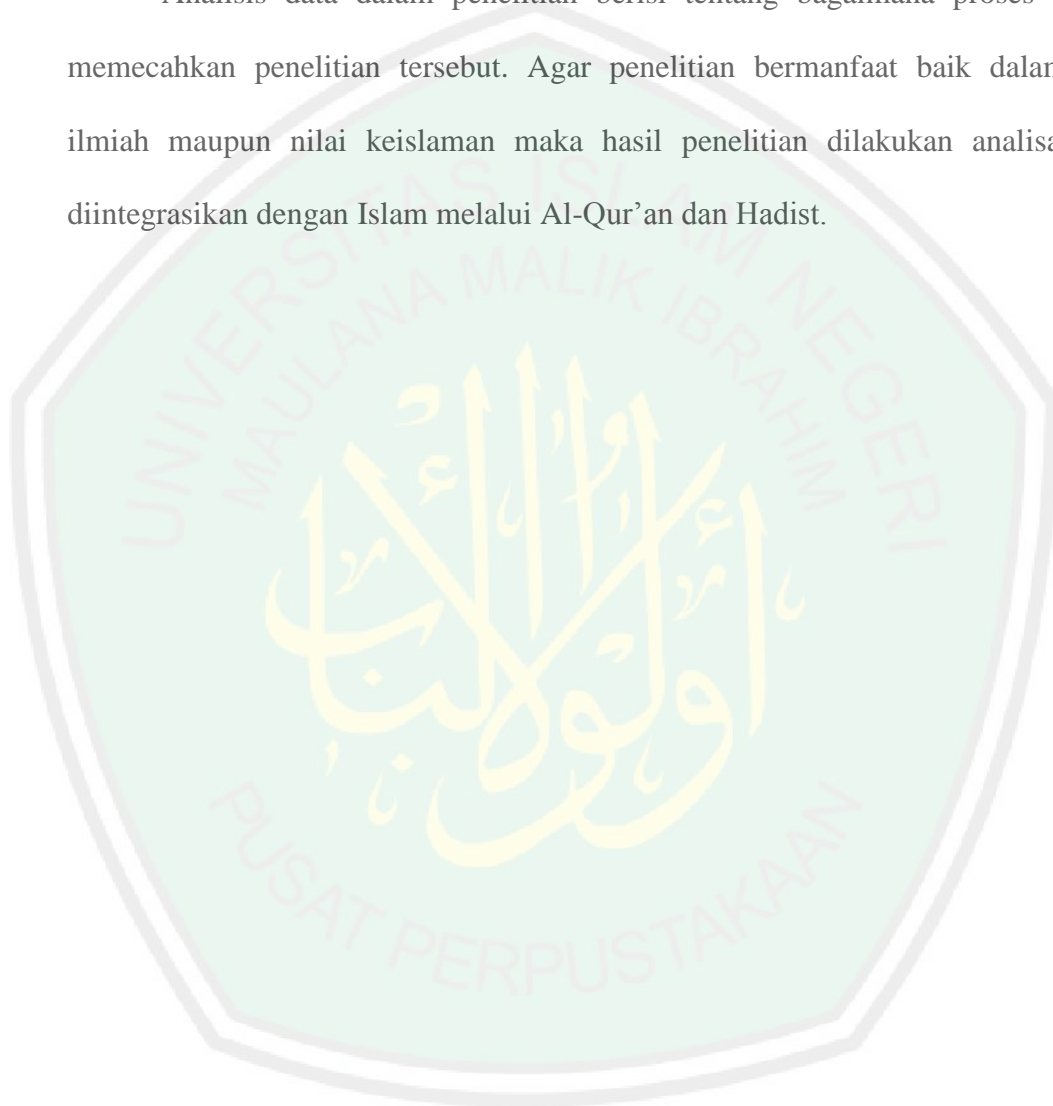 Analisis data dalam penelitian berisi tentang bagaimana proses
memecahkan penelitian tersebut. Agar penelitian bermanfaat baik dalam
ilmiah maupun nilai keislaman maka hasil penelitian dilakukan analisa
diintegrasikan dengan Islam melalui Al-Qur’an dan Hadist.
UNIVERSITAS ISLAM NEGERI
MAULANA MALIK IBRAHIM
أولوا الألباب
PUSAT PERPUSTAKAAN